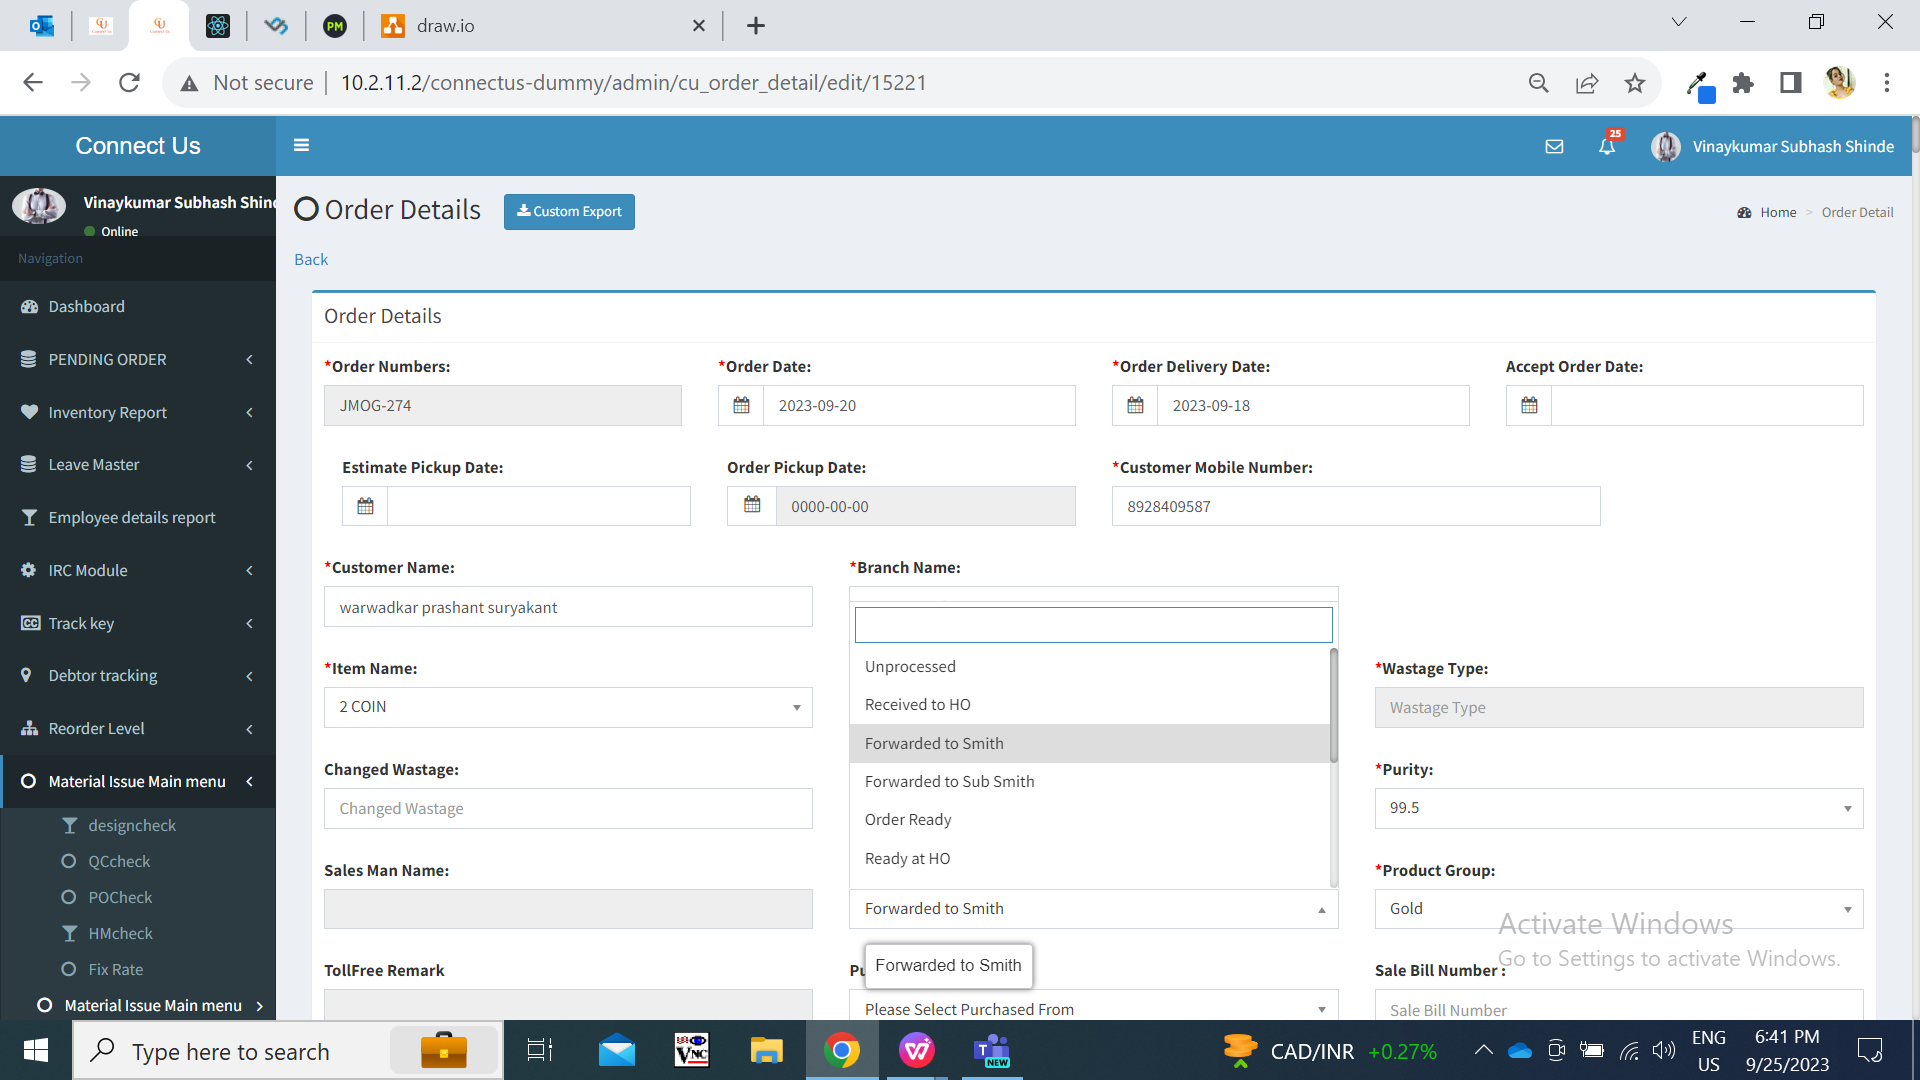 draw.io
Not secure
10.2.11.2/connectus-dummy/admin/cu_order_detail/edit/15221
Connect Us
25
Vinaykumar Subhash Shinde
Vinaykumar Subhash Shind
Online
Order Details
Custom Export
Home > Order Detail
Navigation
Back
Dashboard
PENDING ORDER
Inventory Report
Leave Master
Employee details report
IRC Module
Track key
Debtor tracking
Reorder Level
Material Issue Main menu
designcheck
QCcheck
POCheck
HMcheck
Fix Rate
Material Issue Main menu
Order Details
*Order Numbers:
JMOG-274
*Order Date:
2023-09-20
*Order Delivery Date:
2023-09-18
Accept Order Date:
Estimate Pickup Date:
Order Pickup Date:
0000-00-00
*Customer Mobile Number:
8928409587
*Customer Name:
warwadkar prashant suryakant
*Branch Name:
Unprocessed
Received to HO
Forwarded to Smith
Forwarded to Sub Smith
Order Ready
Ready at HO
Forwarded to Smith
Forwarded to Smith
*Item Name:
2 COIN
*Wastage Type:
Wastage Type
Changed Wastage:
Changed Wastage
*Purity:
99.5
Sales Man Name:
*Product Group:
Gold
TollFree Remark
Pu
Please Select Purchased From
Sale Bill Number :
Sale Bill Number
Activate Windows
Go to Settings to activate Windows.
Type here to search
PM
VNC
NEW
CAD/INR +0.27%
ENG
US
6:41 PM
9/25/2023